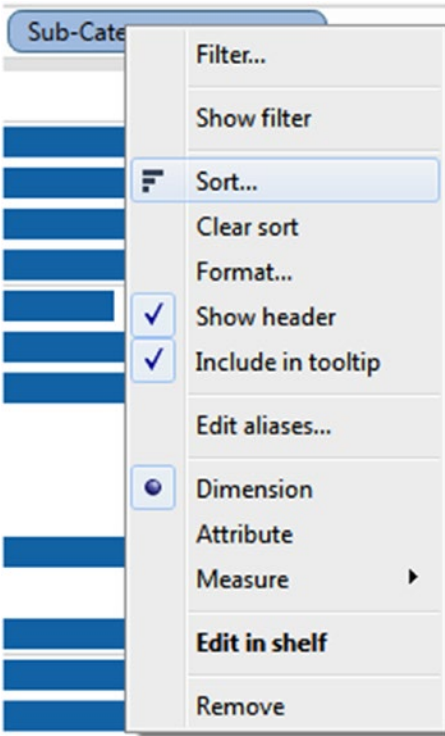 Sub-Cate
Filter...
Show filter
Sort...
Clear sort
Format...
Show header
Include in tooltip
Edit aliases...
Dimension
Attribute
Measure
Edit in shelf
Remove